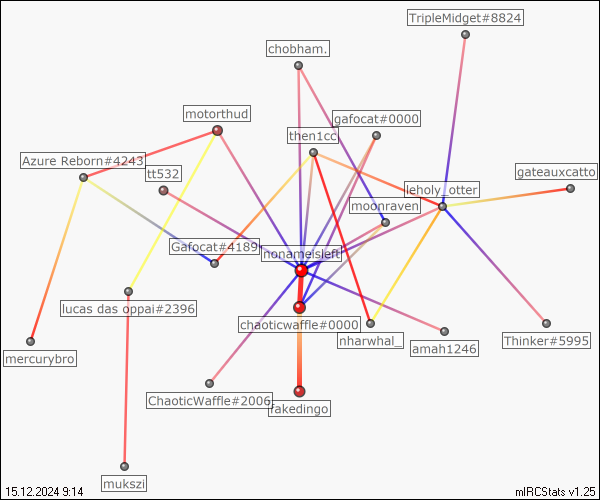 TripleMidget#8824
chobham.
motorthud
gafocat#0000
then1cc
Azure Reborn#4243
tt532
gateauxcatto
leholy_otter
moonraven
Gafocat#4189
nonameisleft
lucas das oppai#2396
chaoticwaffle#0000
nharwhal_
amah1246
Thinker#5995
mercurybro
ChaoticWaffle#2006
fakedingo
mukszi
15.12.2024 9:14
mIRCStats v1.25